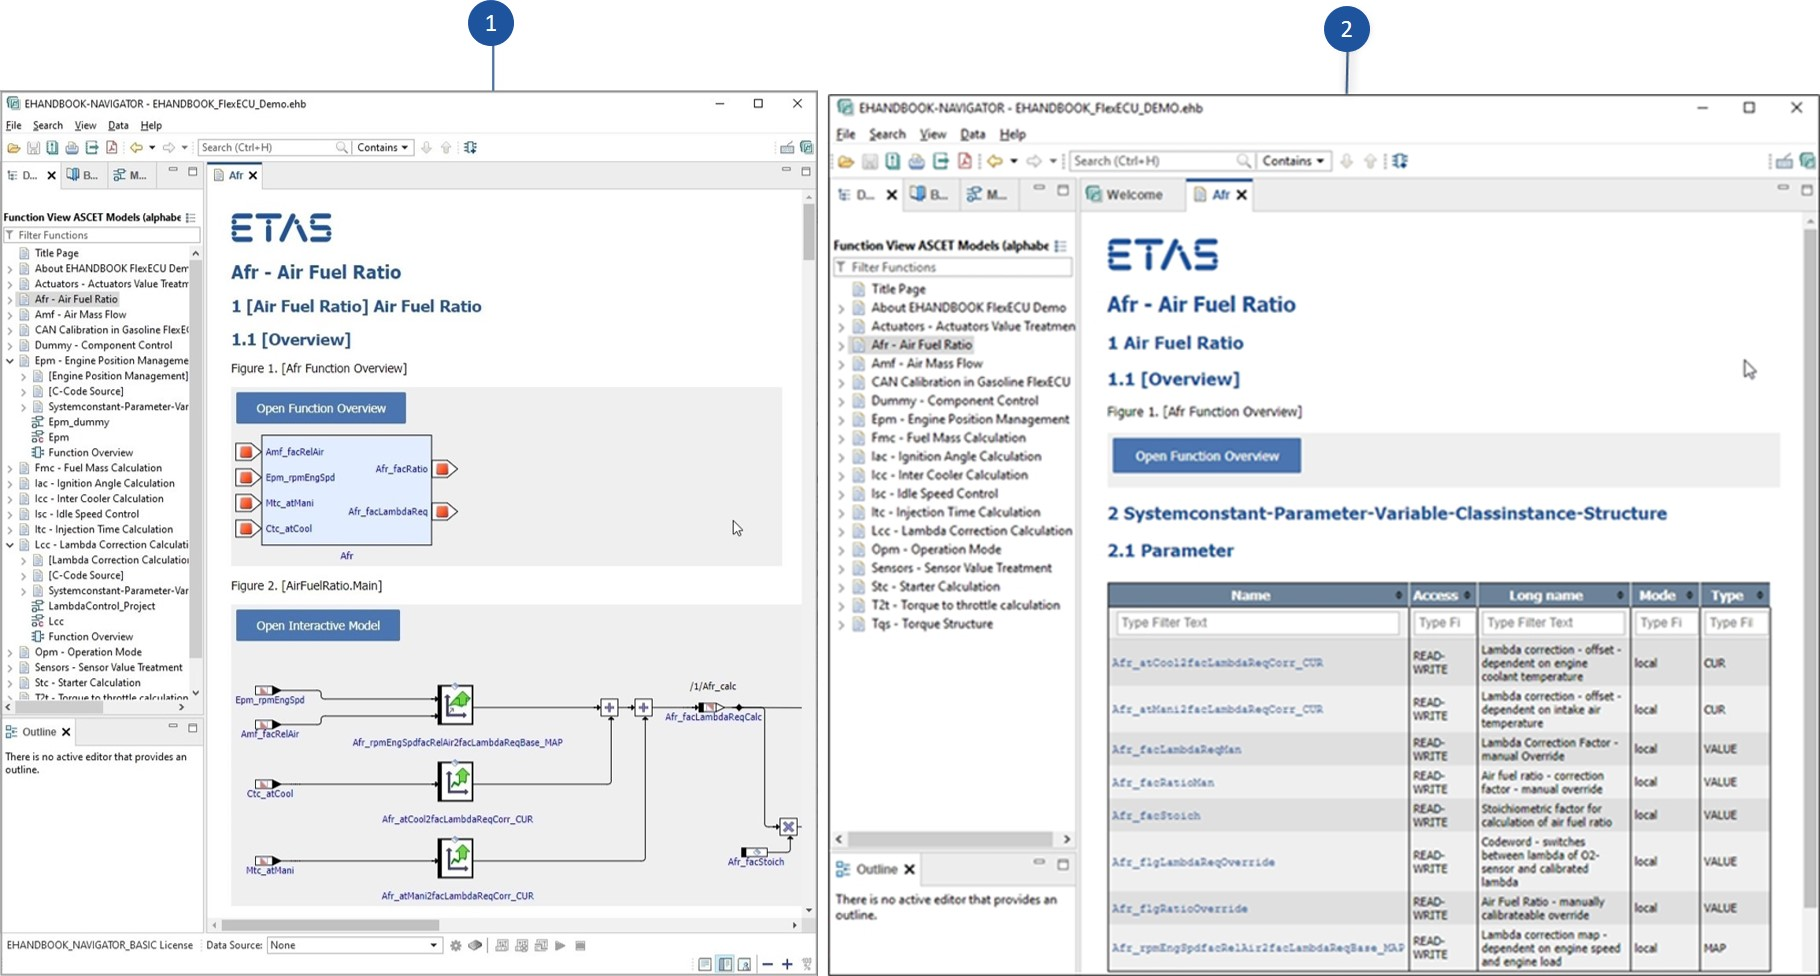 1
2
EHANDBOOK-NAVIGATOR - EHANDBOOK_FlexECU_Demo.ehb
File Search View Data Help
Search (Ctrl+H) Contains
D... B... M...
Function View ASCET Models (alphabe
Filter Functions
Title Page
About EHANDBOOK FlexECU Dem
Actuators - Actuators Value Treatm
Afr - Air Fuel Ratio
Amf - Air Mass Flow
CAN Calibration in Gasoline FlexEC
Dummy - Component Control
Epm - Engine Position Manageme
[Engine Position Management]
[C-Code Source]
Systemconstant-Parameter-Var
Epm_dummy
Epm
Function Overview
Fmc - Fuel Mass Calculation
Iac - Ignition Angle Calculation
Icc - Inter Cooler Calculation
Isc - Idle Speed Control
Itc - Injection Time Calculation
Lcc - Lambda Correction Calculati
[Lambda Correction Calculatio
[C-Code Source]
Systemconstant-Parameter-Var
LambdaControl_Project
Lcc
Function Overview
Opm - Operation Mode
Sensors - Sensor Value Treatment
Stc - Starter Calculation
T2t - Torque to throttle calculation
Outline
There is no active editor that provides an
outline.
Afr
ETAS
Afr - Air Fuel Ratio
1 [Air Fuel Ratio] Air Fuel Ratio
1.1 [Overview]
Figure 1. [Afr Function Overview]
Open Function Overview
Amf_facRelAir
Afr_facRatio
Epm_rpmEngSpd
Mtc_atMani
Afr_facLambdaReq
Ctc_atCool
Afr
Figure 2. [AirFuelRatio.Main]
Open Interactive Model
/1/Afr_calc
Epm_rpmEngSpd
Afr_facLambdaReqCalc
Amf_facRelAir
Afr_rpmEngSpdfacRelAir2facLambdaReqBase_MAP
Ctc_atCool
Afr_atCool2facLambdaReqCorr_CUR
Afr_facStoich
Mtc_atMani
Afr_atMani2facLambdaReqCorr_CUR
EHANDBOOK_NAVIGATOR_BASIC License Data Source: None
EHANDBOOK-NAVIGATOR - EHANDBOOK_FlexECU_DEMO.ehb
File Search View Data Help
Search (Ctrl+H) Contains
D... B... M...
Function View ASCET Models (alphabe
Filter Functions
Title Page
About EHANDBOOK FlexECU Demo
Actuators - Actuators Value Treatmen
Afr - Air Fuel Ratio
Amf - Air Mass Flow
CAN Calibration in Gasoline FlexECU
Dummy - Component Control
Epm - Engine Position Management
Fmc - Fuel Mass Calculation
Iac - Ignition Angle Calculation
Icc - Inter Cooler Calculation
Isc - Idle Speed Control
Itc - Injection Time Calculation
Lcc - Lambda Correction Calculation
Opm - Operation Mode
Sensors - Sensor Value Treatment
Stc - Starter Calculation
T2t - Torque to throttle calculation
Tqs - Torque Structure
Outline
There is no active editor that provides an
outline.
Welcome Afr
ETAS
Afr - Air Fuel Ratio
1 Air Fuel Ratio
1.1 [Overview]
Figure 1. [Afr Function Overview]
Open Function Overview
2 Systemconstant-Parameter-Variable-Classinstance-Structure
2.1 Parameter
Name Access Long name Mode Type
Type Filter Text Type Fi Type Filter Text Type Fi Type Fil
Afr_atCool2facLambdaReqCorr_CUR READ-WRITE Lambda correction - offset - dependent on engine coolant temperature local CUR
Afr_atMani2facLambdaReqCorr_CUR READ-WRITE Lambda correction - offset - dependent on intake air temperature local CUR
Afr_facLambdaReqMan READ-WRITE Lambda Correction Factor - manual Override local VALUE
Afr_facRatioMan READ-WRITE Air fuel ratio - correction factor - manual override local VALUE
Afr_facStoich READ-WRITE Stoichiometric factor for calculation of air fuel ratio local VALUE
Afr_flgLambdaReqOverride READ-WRITE Codeword - switches between lambda of O2-sensor and calibrated lambda local VALUE
Afr_flgRatioOverride READ-WRITE Air Fuel Ratio - manually calibrateable override local VALUE
Afr_rpmEngSpdfacRelAir2facLambdaReqBase_MAP READ-WRITE Lambda correction map - dependent on engine speed and engine load local MAP